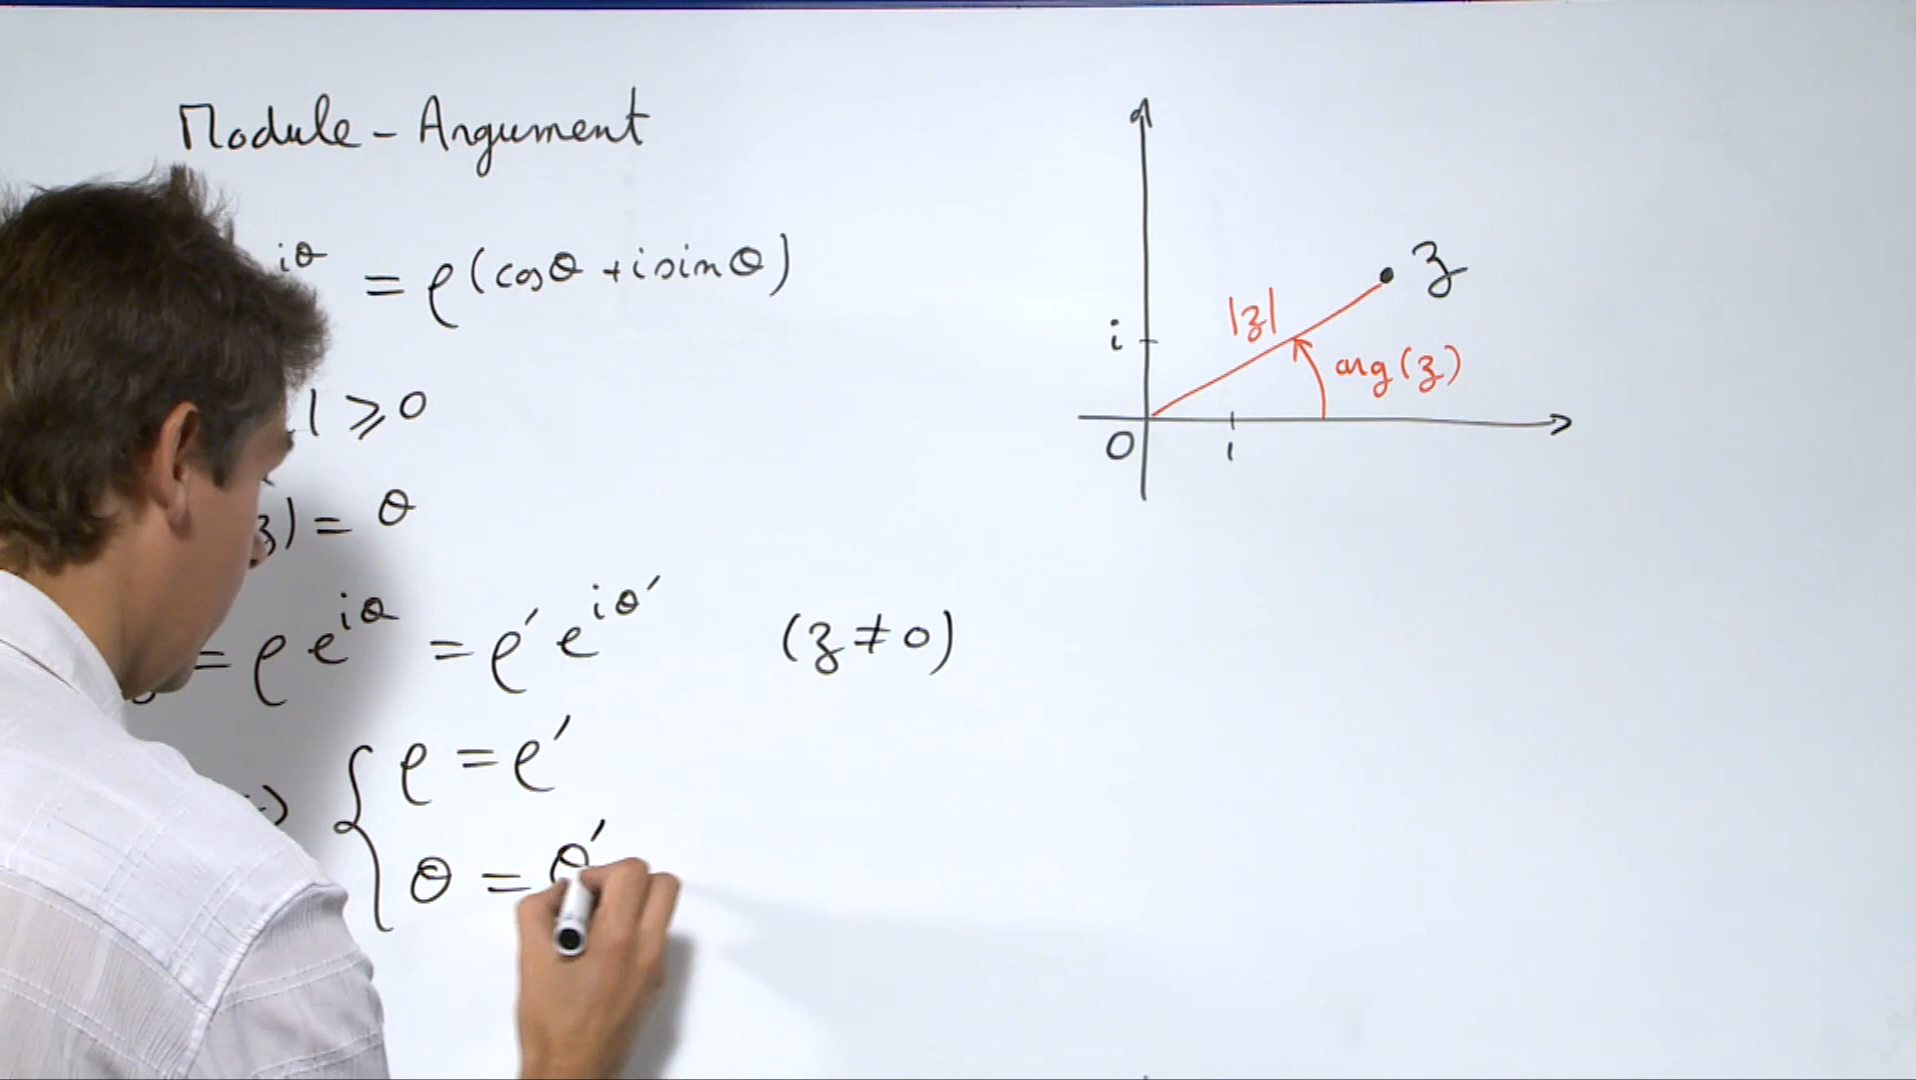 Module - Argument
iθ = ρ(cosθ + i sinθ)
| ⩾ 0
z) = θ
= ρ e^{iθ} = ρ' e^{iθ'} (z ≠ 0)
{ ρ = ρ'
θ = θ'
z
|z|
i
arg(z)
0
1